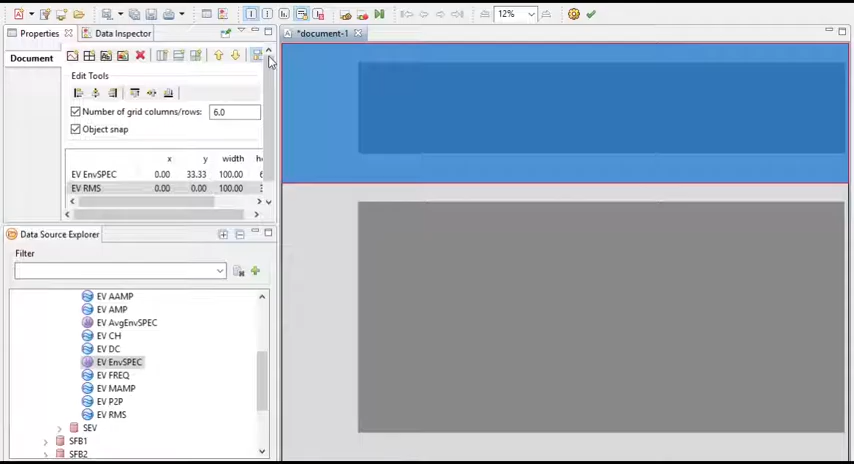 12%
Properties
Data Inspector
*document-1
Document
Edit Tools
Number of grid columns/rows: 6.0
Object snap
x y width
EV EnvSPEC 0.00 33.33 100.00
EV RMS 0.00 0.00 100.00
Data Source Explorer
Filter
EV AAMP
EV AMP
EV AvgEnvSPEC
EV CH
EV DC
EV EnvSPEC
EV FREQ
EV MAMP
EV P2P
EV RMS
SEV
SFB1
SFB2